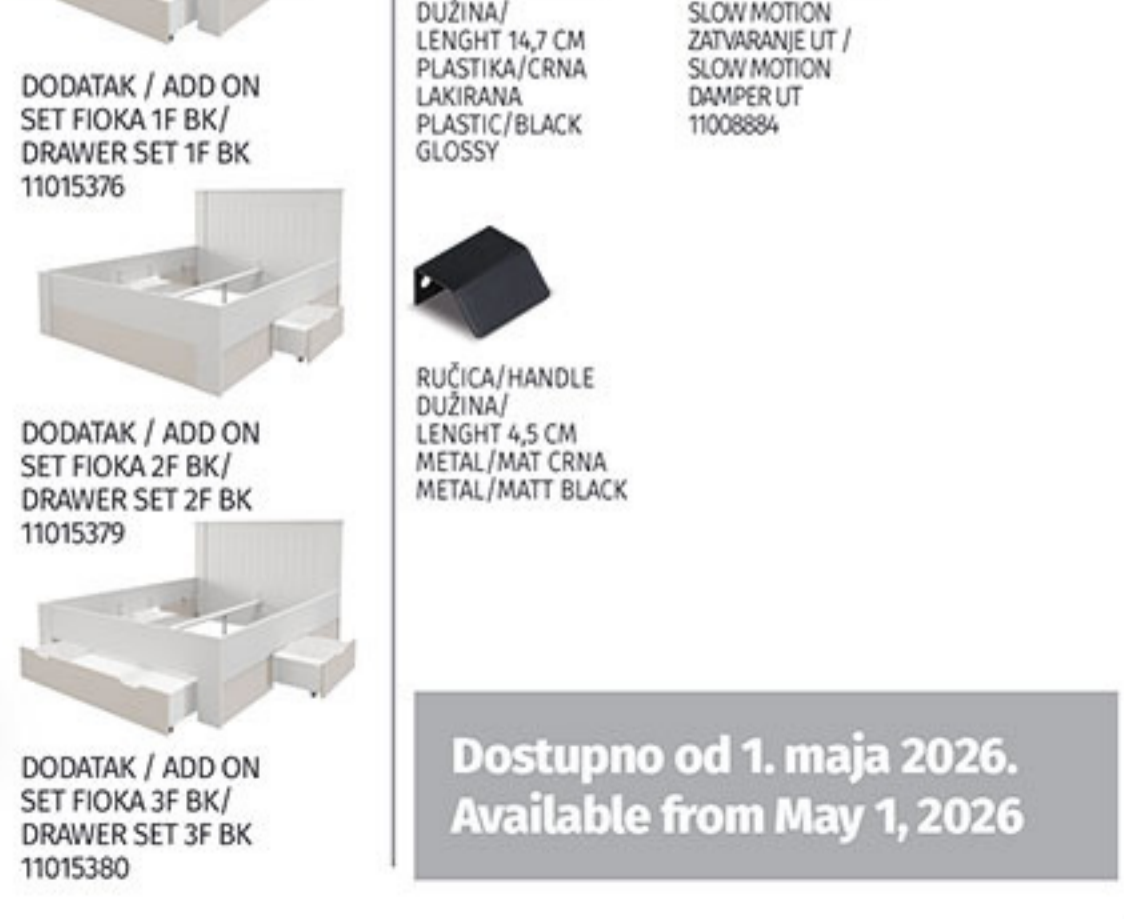 DODATAK / ADD ON
SET FIOKA 1F BK/
DRAWER SET 1F BK
11015376
DODATAK / ADD ON
SET FIOKA 2F BK/
DRAWER SET 2F BK
11015379
DODATAK / ADD ON
SET FIOKA 3F BK/
DRAWER SET 3F BK
11015380
DUŽINA/
LENGHT 14,7 CM
PLASTIKA/CRNA
LAKIRANA
PLASTIC/BLACK
GLOSSY
RUČICA/HANDLE
DUŽINA/
LENGHT 4,5 CM
METAL/MAT CRNA
METAL/MATT BLACK
SLOW MOTION
ZATVARANJE UT /
SLOW MOTION
DAMPER UT
11008884
Dostupno od 1. maja 2026.
Available from May 1, 2026